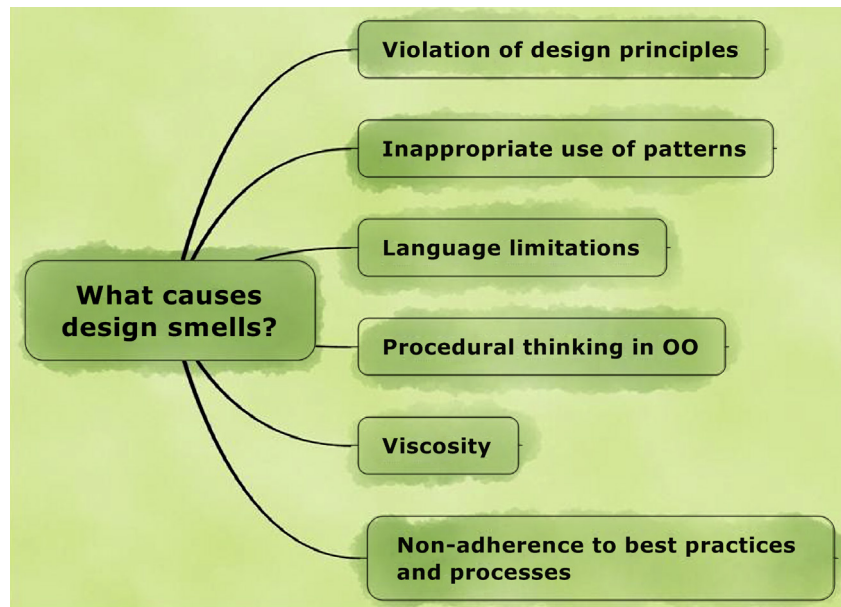 Violation of design principles
Inappropriate use of patterns
Language limitations
What causes
design smells?
Procedural thinking in OO
Viscosity
Non-adherence to best practices
and processes